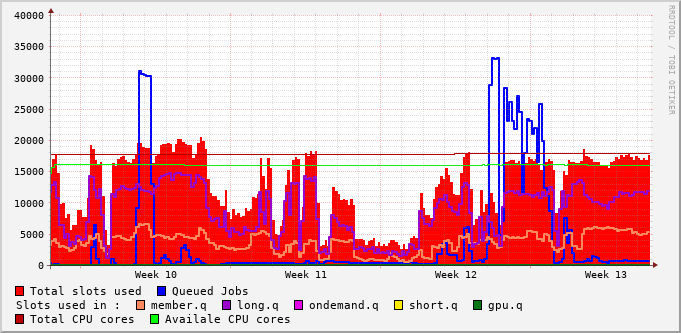 RRDTOOL / TOBI OETIKER
40000
35000
30000
25000
20000
15000
10000
5000
0
Week 10 Week 11 Week 12 Week 13
Total slots used Queued Jobs
Slots used in : member.q long.q ondemand.q short.q gpu.q
Total CPU cores Availale CPU cores